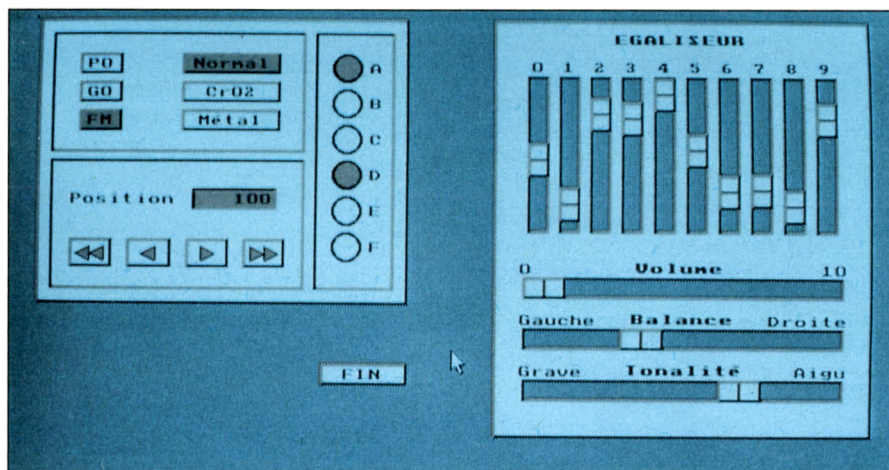 PO Normal
GO CrO2
FM Métal
Position 100
A
B
C
D
E
F
FIN
EGALISEUR
0 1 2 3 4 5 6 7 8 9
0 Volume 10
Gauche Balance Droite
Grave Tonalité Aigu